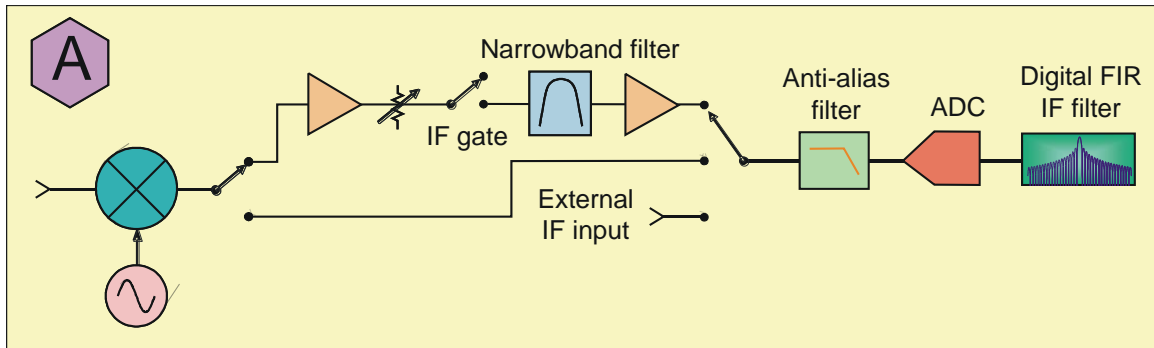 A
Narrowband filter
IF gate
External
IF input
Anti-alias
filter
ADC
Digital FIR
IF filter